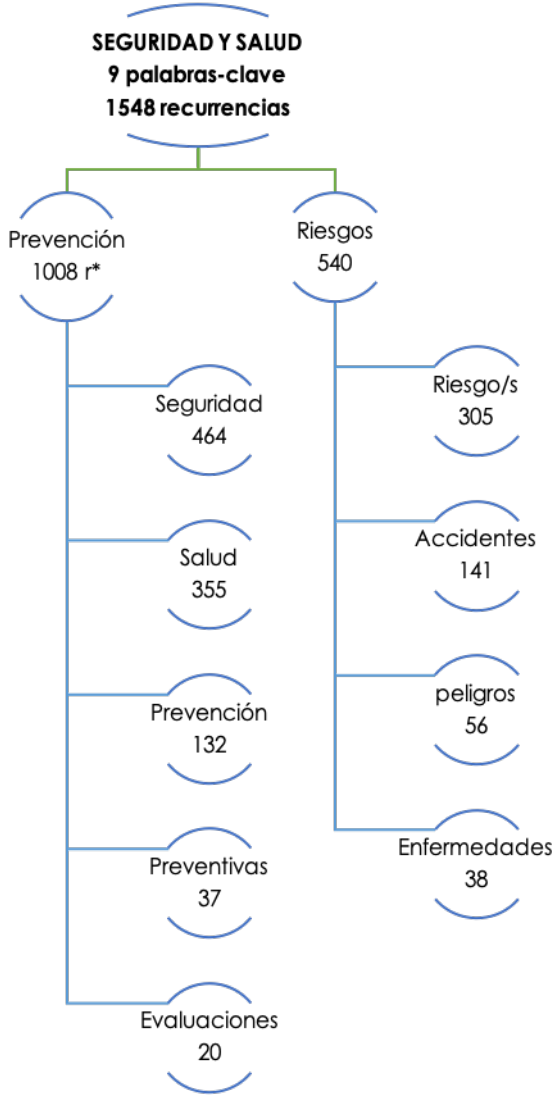 SEGURIDAD Y SALUD
9 palabras-clave
1548 recurrencias
Prevención
1008 r*
Seguridad
464
Salud
355
Prevención
132
Preventivas
37
Evaluaciones
20
Riesgos
540
Riesgo/s
305
Accidentes
141
peligros
56
Enfermedades
38